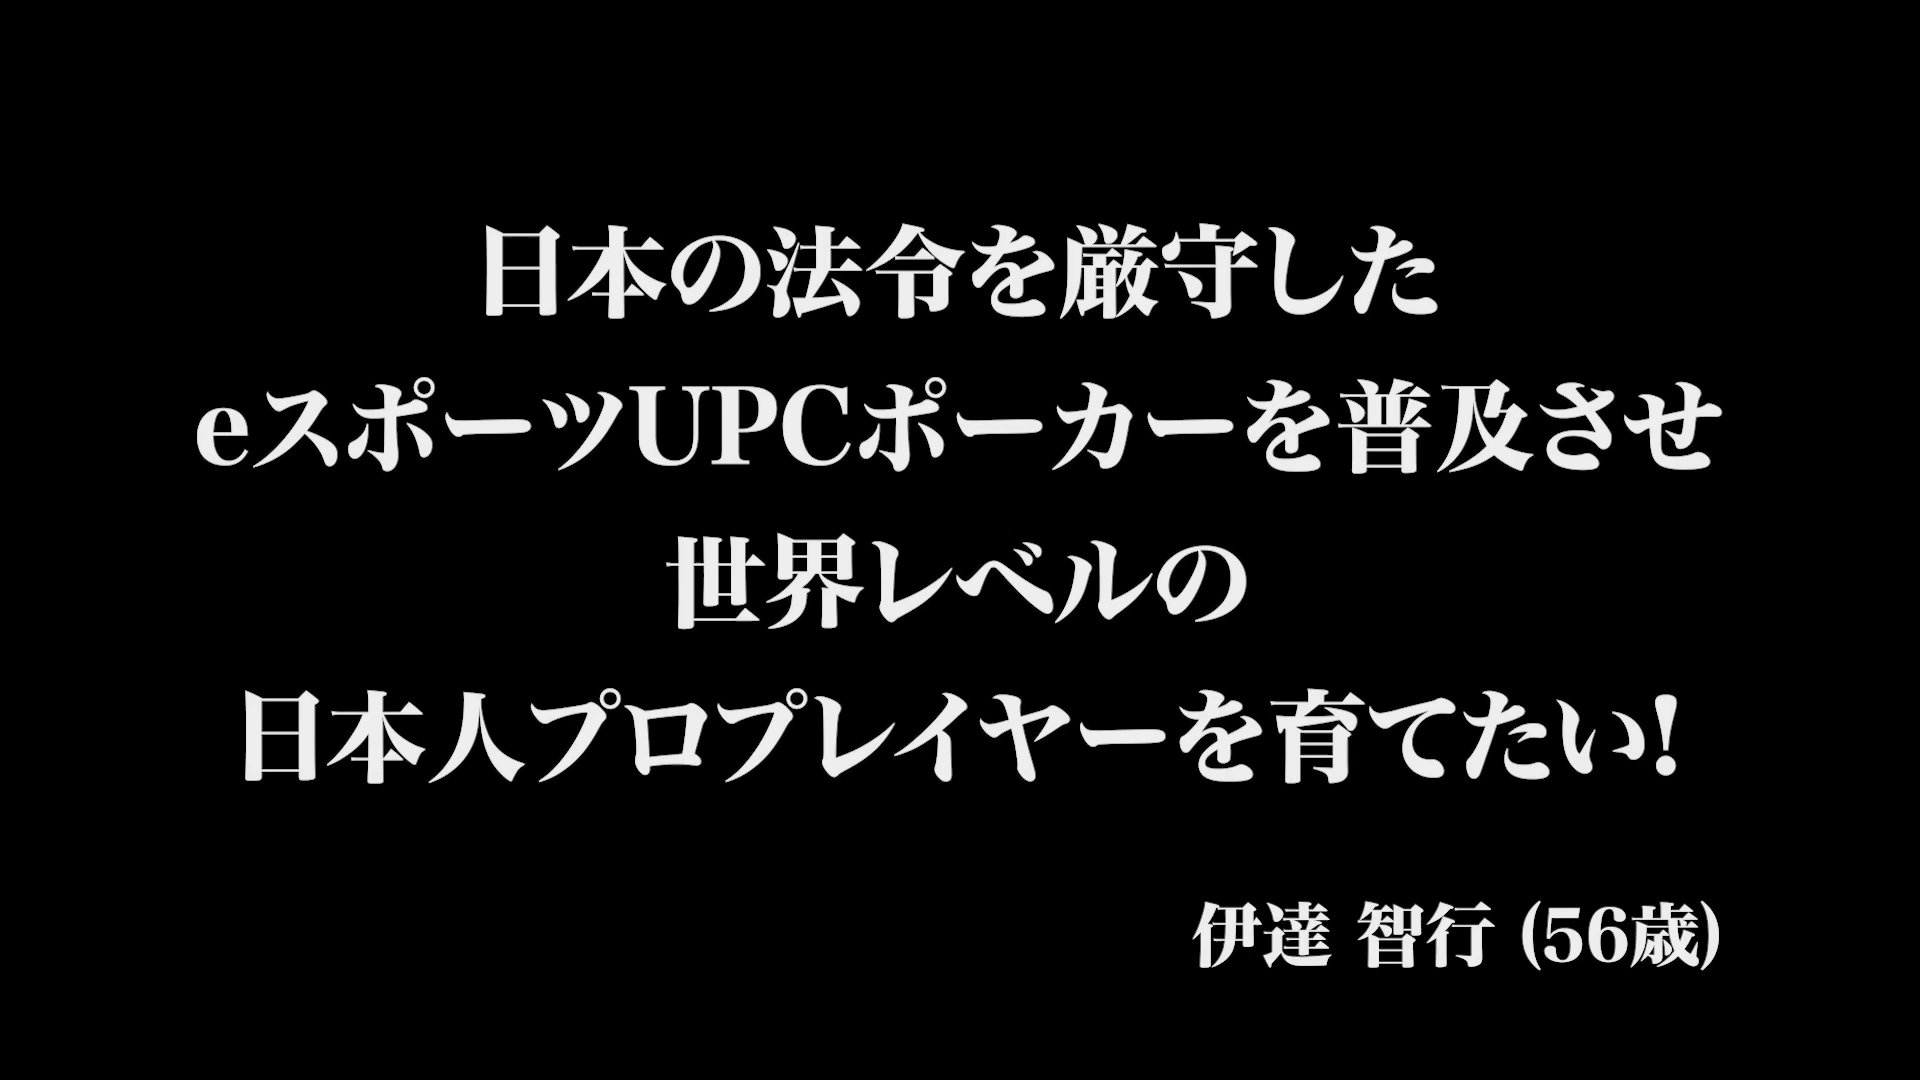 日本の法令を厳守した
eスポーツUPCポーカーを普及させ
世界レベルの
日本人プロプレイヤーを育てたい!
伊達 智行 (56歳)